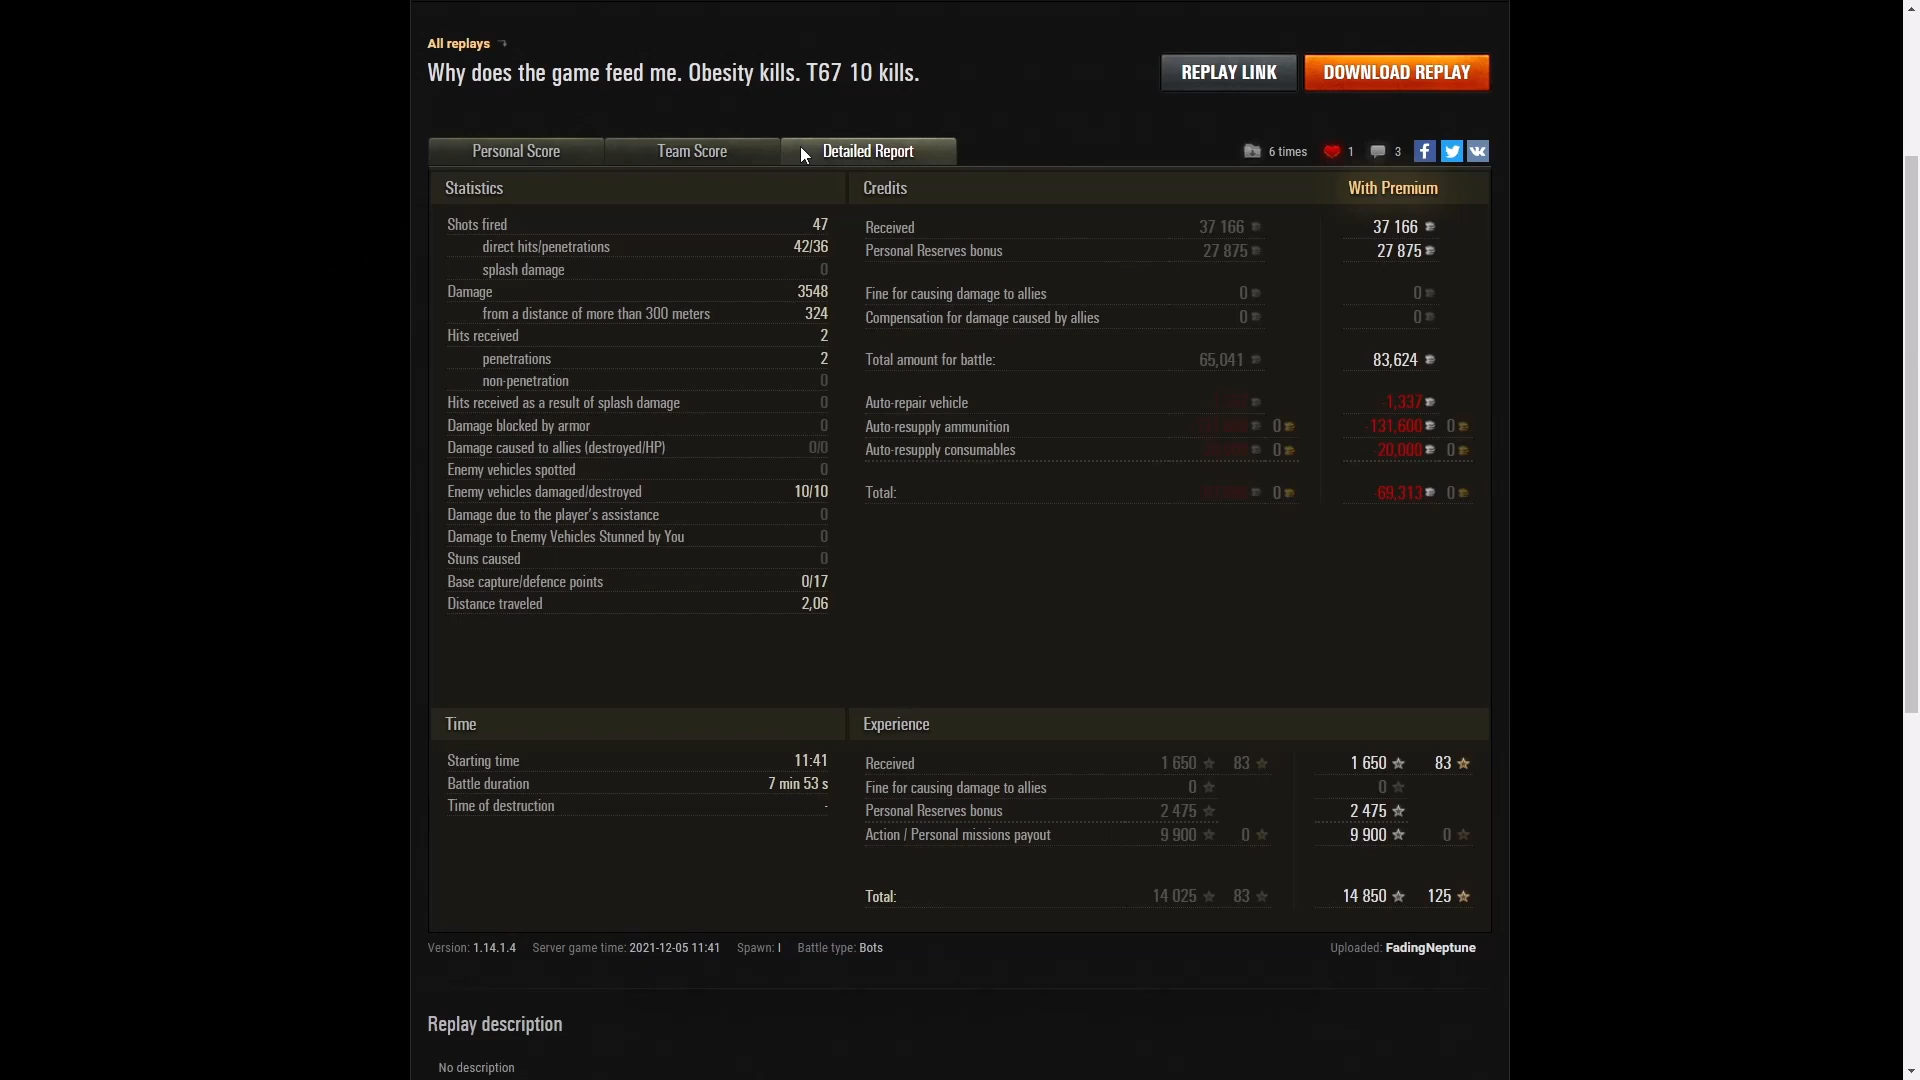 All replays
Why does the game feed me. Obesity kills. T67 10 kills.
REPLAY LINK
DOWNLOAD REPLAY
Personal Score
Team Score
Detailed Report
6 times
1
3
Statistics
Shots fired 47
direct hits/penetrations 42/36
splash damage 0
Damage 3548
from a distance of more than 300 meters 324
Hits received 2
penetrations 2
non-penetration 0
Hits received as a result of splash damage 0
Damage blocked by armor 0
Damage caused to allies (destroyed/HP) 0/0
Enemy vehicles spotted 0
Enemy vehicles damaged/destroyed 10/10
Damage due to the player's assistance 0
Damage to Enemy Vehicles Stunned by You 0
Stuns caused 0
Base capture/defence points 0/17
Distance traveled 2,06
Credits With Premium
Received 37 166 37 166
Personal Reserves bonus 27 875 27 875
Fine for causing damage to allies 0 0
Compensation for damage caused by allies 0 0
Total amount for battle: 65,041 83,624
Auto-repair vehicle -1,337
Auto-resupply ammunition 0 -131,600 0
Auto-resupply consumables 0 -20,000 0
Total: 0 -69,313 0
Time
Starting time 11:41
Battle duration 7 min 53 s
Time of destruction -
Experience
Received 1 650 83 1 650 83
Fine for causing damage to allies 0 0
Personal Reserves bonus 2 475 2 475
Action / Personal missions payout 9 900 0 9 900 0
Total: 14 025 83 14 850 125
Version: 1.14.1.4 Server game time: 2021-12-05 11:41 Spawn: I Battle type: Bots
Uploaded: FadingNeptune
Replay description
No description